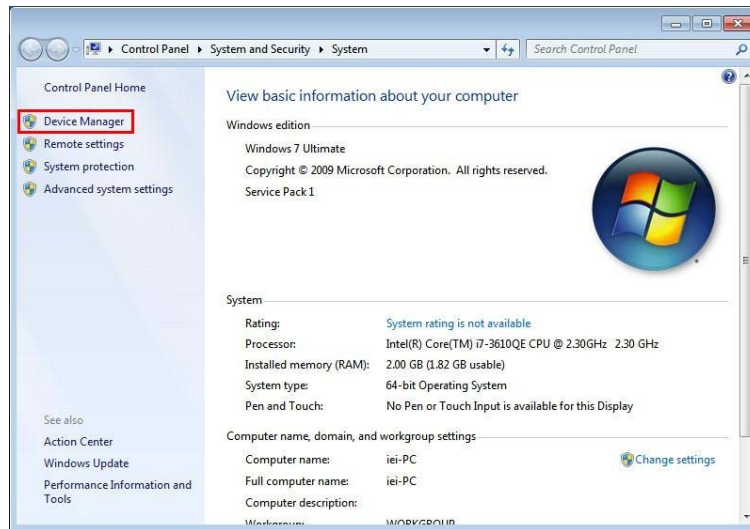 Control Panel ▸ System and Security ▸ System
Search Control Panel
Control Panel Home
Device Manager
Remote settings
System protection
Advanced system settings
See also
Action Center
Windows Update
Performance Information and
Tools
View basic information about your computer
Windows edition
Windows 7 Ultimate
Copyright © 2009 Microsoft Corporation. All rights reserved.
Service Pack 1
System
Rating: System rating is not available
Processor: Intel(R) Core(TM) i7-3610QE CPU @ 2.30GHz 2.30 GHz
Installed memory (RAM): 2.00 GB (1.82 GB usable)
System type: 64-bit Operating System
Pen and Touch: No Pen or Touch Input is available for this Display
Computer name, domain, and workgroup settings
Computer name: iei-PC Change settings
Full computer name: iei-PC
Computer description:
Workgroup: WORKGROUP